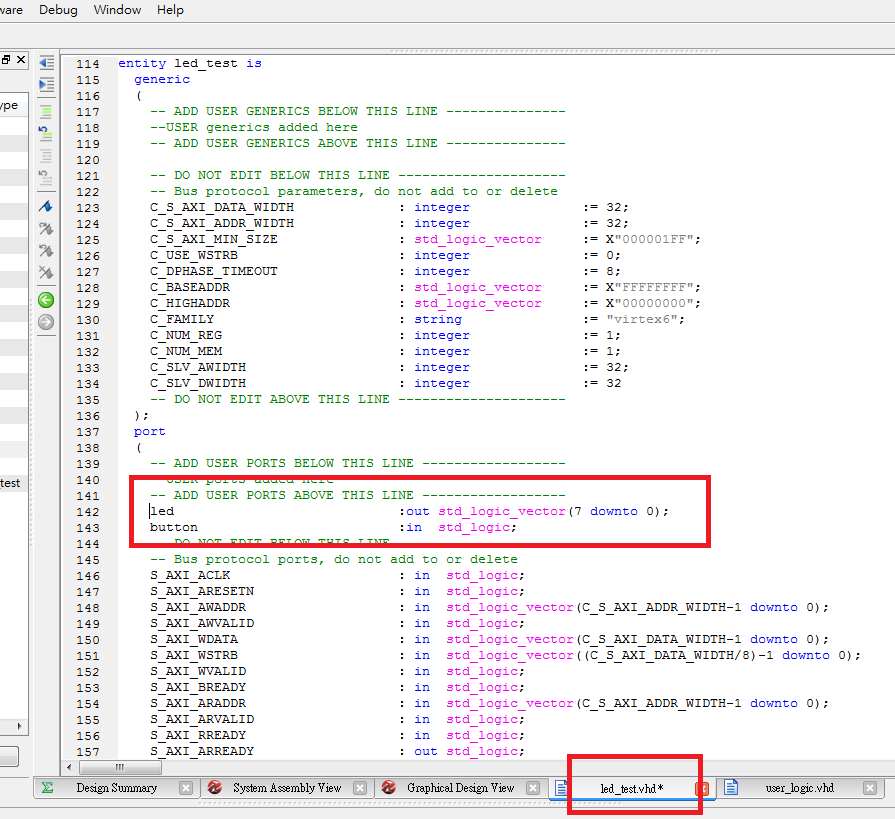 ware Debug Window Help
ype
test
114 entity led_test is
115 generic
116 (
117 -- ADD USER GENERICS BELOW THIS LINE ---------------
118 --USER generics added here
119 -- ADD USER GENERICS ABOVE THIS LINE ---------------
120
121 -- DO NOT EDIT BELOW THIS LINE ---------------------
122 -- Bus protocol parameters, do not add to or delete
123 C_S_AXI_DATA_WIDTH : integer := 32;
124 C_S_AXI_ADDR_WIDTH : integer := 32;
125 C_S_AXI_MIN_SIZE : std_logic_vector := X"000001FF";
126 C_USE_WSTRB : integer := 0;
127 C_DPHASE_TIMEOUT : integer := 8;
128 C_BASEADDR : std_logic_vector := X"FFFFFFFF";
129 C_HIGHADDR : std_logic_vector := X"00000000";
130 C_FAMILY : string := "virtex6";
131 C_NUM_REG : integer := 1;
132 C_NUM_MEM : integer := 1;
133 C_SLV_AWIDTH : integer := 32;
134 C_SLV_DWIDTH : integer := 32
135 -- DO NOT EDIT ABOVE THIS LINE ---------------------
136 );
137 port
138 (
139 -- ADD USER PORTS BELOW THIS LINE ------------------
140 --USER ports added here
141 -- ADD USER PORTS ABOVE THIS LINE ------------------
142 led :out std_logic_vector(7 downto 0);
143 button :in std_logic;
144 -- DO NOT EDIT BELOW THIS LINE ---------------------
145 -- Bus protocol ports, do not add to or delete
146 S_AXI_ACLK : in std_logic;
147 S_AXI_ARESETN : in std_logic;
148 S_AXI_AWADDR : in std_logic_vector(C_S_AXI_ADDR_WIDTH-1 downto 0);
149 S_AXI_AWVALID : in std_logic;
150 S_AXI_WDATA : in std_logic_vector(C_S_AXI_DATA_WIDTH-1 downto 0);
151 S_AXI_WSTRB : in std_logic_vector((C_S_AXI_DATA_WIDTH/8)-1 downto 0);
152 S_AXI_WVALID : in std_logic;
153 S_AXI_BREADY : in std_logic;
154 S_AXI_ARADDR : in std_logic_vector(C_S_AXI_ADDR_WIDTH-1 downto 0);
155 S_AXI_ARVALID : in std_logic;
156 S_AXI_RREADY : in std_logic;
157 S_AXI_ARREADY : out std_logic;
Design Summary System Assembly View Graphical Design View led_test.vhd* user_logic.vhd